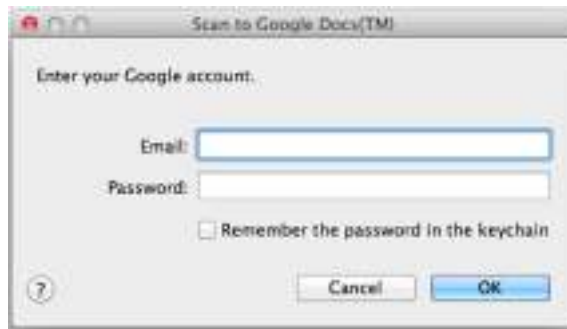 Scan to Google Docs(TM)
Enter your Google account.
Email:
Password:
Remember the password in the keychain
?
Cancel
OK